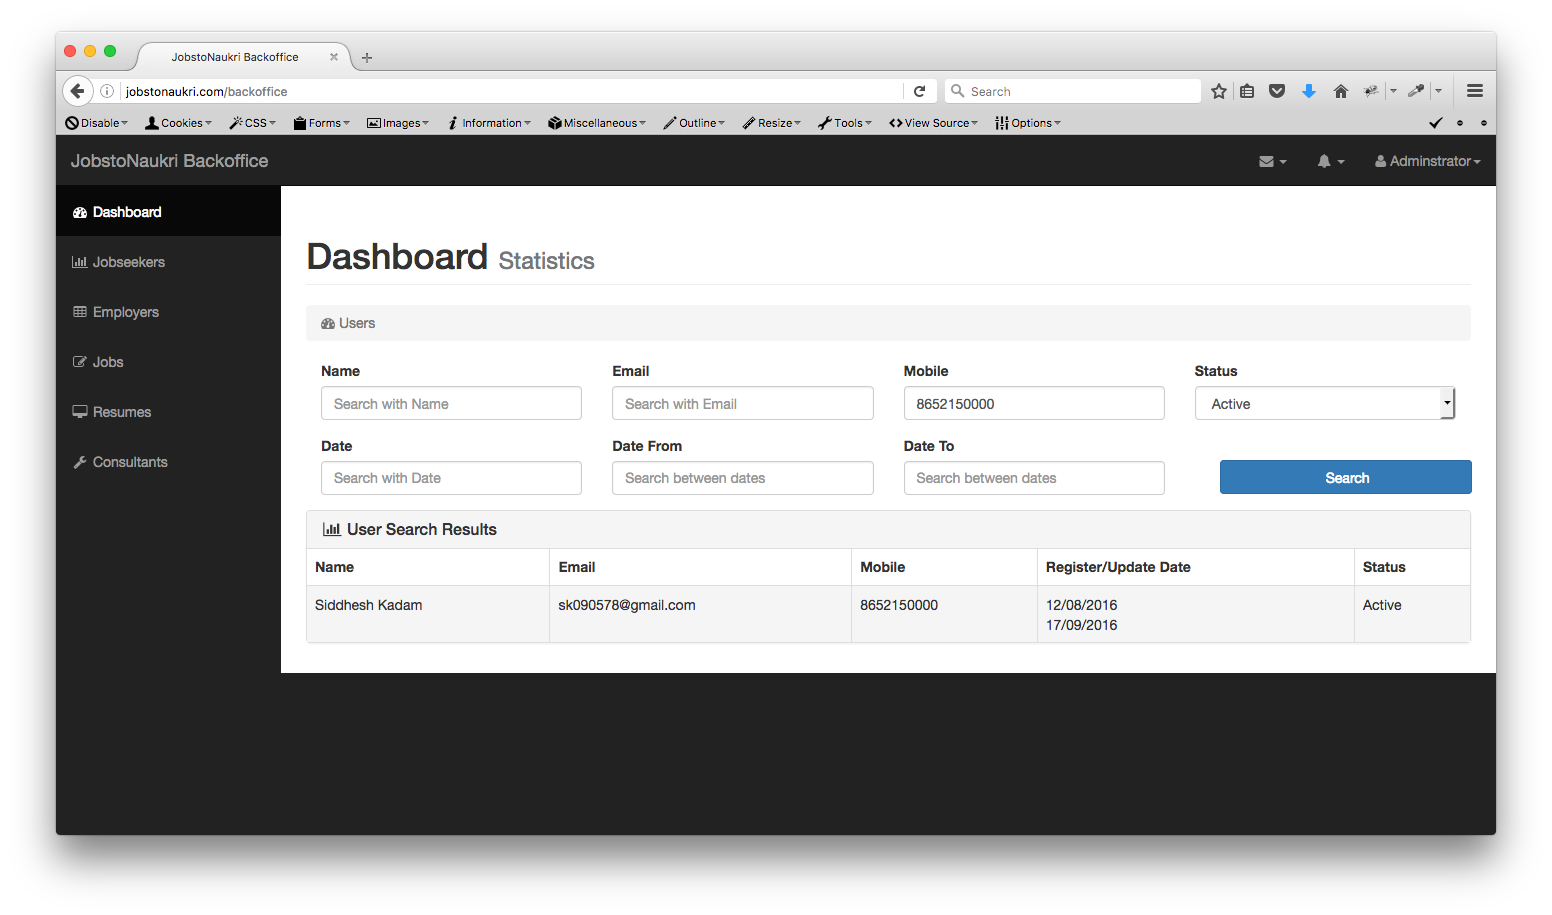 JobstoNaukri Backoffice
jobstonaukri.com/backoffice
Search
Disable Cookies CSS Forms Images Information Miscellaneous Outline Resize Tools View Source Options
JobstoNaukri Backoffice
Adminstrator
Dashboard
Jobseekers
Employers
Jobs
Resumes
Consultants
Dashboard Statistics
Users
Name Email Mobile Status
Search with Name Search with Email 8652150000 Active
Date Date From Date To
Search with Date Search between dates Search between dates Search
User Search Results
Name Email Mobile Register/Update Date Status
Siddhesh Kadam sk090578@gmail.com 8652150000 12/08/2016 Active
17/09/2016